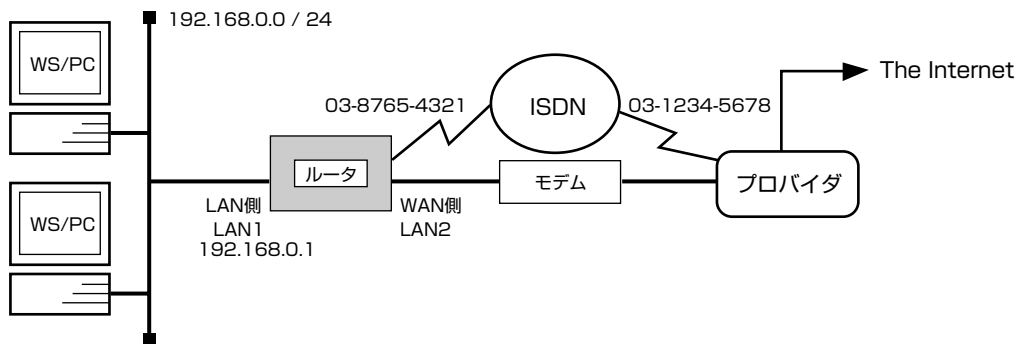 192.168.0.0 / 24
WS/PC
The Internet
03-8765-4321
ISDN
03-1234-5678
ルータ
モデム
プロバイダ
LAN側
LAN1
192.168.0.1
WAN側
LAN2
WS/PC